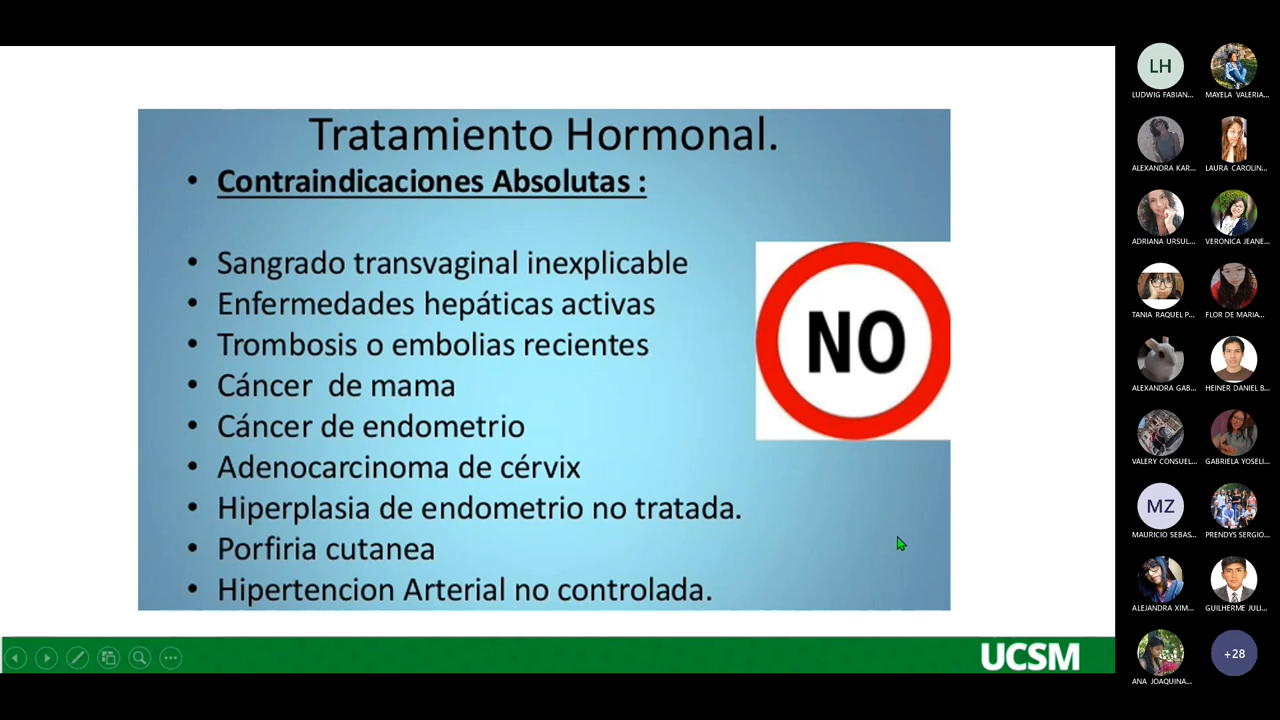 Tratamiento Hormonal.
• Contraindicaciones Absolutas :
• Sangrado transvaginal inexplicable
• Enfermedades hepáticas activas
• Trombosis o embolias recientes
• Cáncer de mama
• Cáncer de endometrio
• Adenocarcinoma de cérvix
• Hiperplasia de endometrio no tratada.
• Porfiria cutanea
• Hipertencion Arterial no controlada.
NO
UCSM
LH
LUDWIG FABIAN...
MAYELA VALERIA...
ALEXANDRA KAR...
LAURA CAROLIN...
ADRIANA URSUL...
VERONICA JEANE...
TANIA RAQUEL P...
FLOR DE MARIA...
ALEXANDRA GAB...
HEINER DANIEL B...
VALERY CONSUEL...
GABRIELA YOSELI...
MZ
MAURICIO SEBAS...
PRENDYS SERGIO...
ALEJANDRA XIM...
GUILHERME JULI...
ANA JOAQUINA...
+28